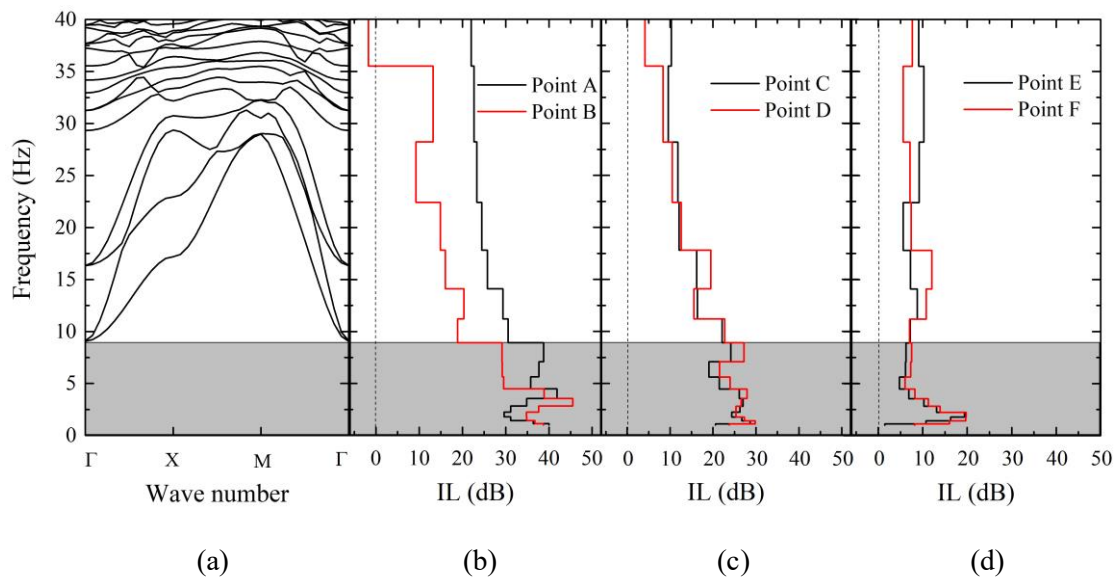 40
35
30
25
20
15
10
5
0
Frequency (Hz)
Γ X M Γ
Wave number
Point A
Point B
0 10 20 30 40 50
IL (dB)
Point C
Point D
0 10 20 30 40 50
IL (dB)
Point E
Point F
0 10 20 30 40 50
IL (dB)
(a) (b) (c) (d)